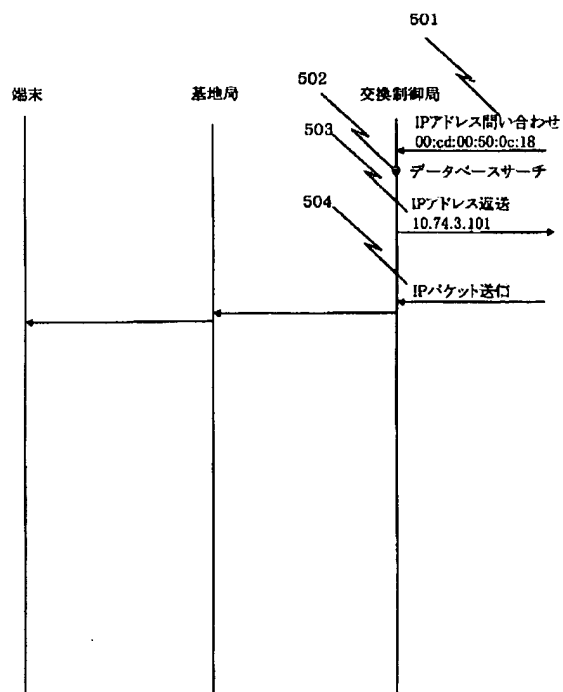 501
502
端末
基地局
交換制御局
503
IPアドレス問い合わせ
00:cd:00:50:0c:18
データベースサーチ
504
IPアドレス返送
10.74.3.101
IPパケット送信